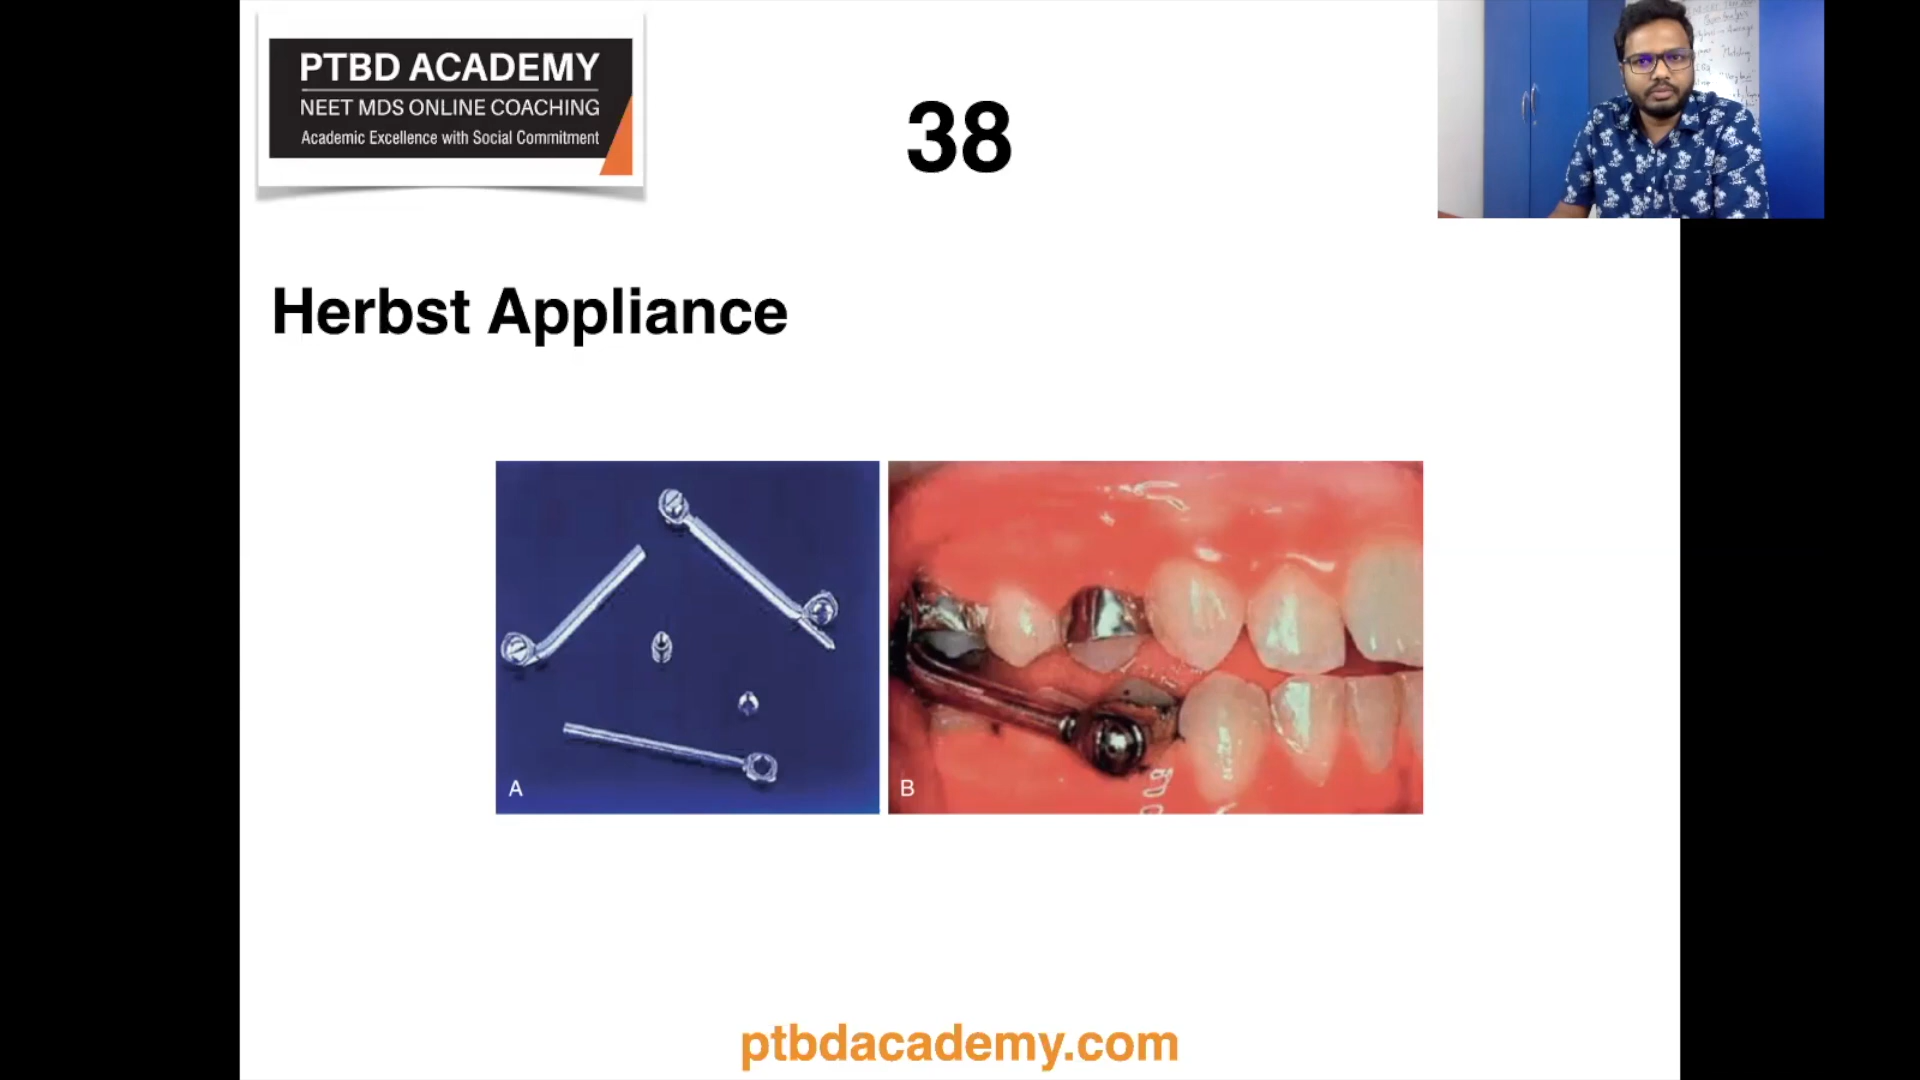 PTBD ACADEMY
NEET MDS ONLINE COACHING
Academic Excellence with Social Commitment
38
Herbst Appliance
A
B
ptbdacademy.com